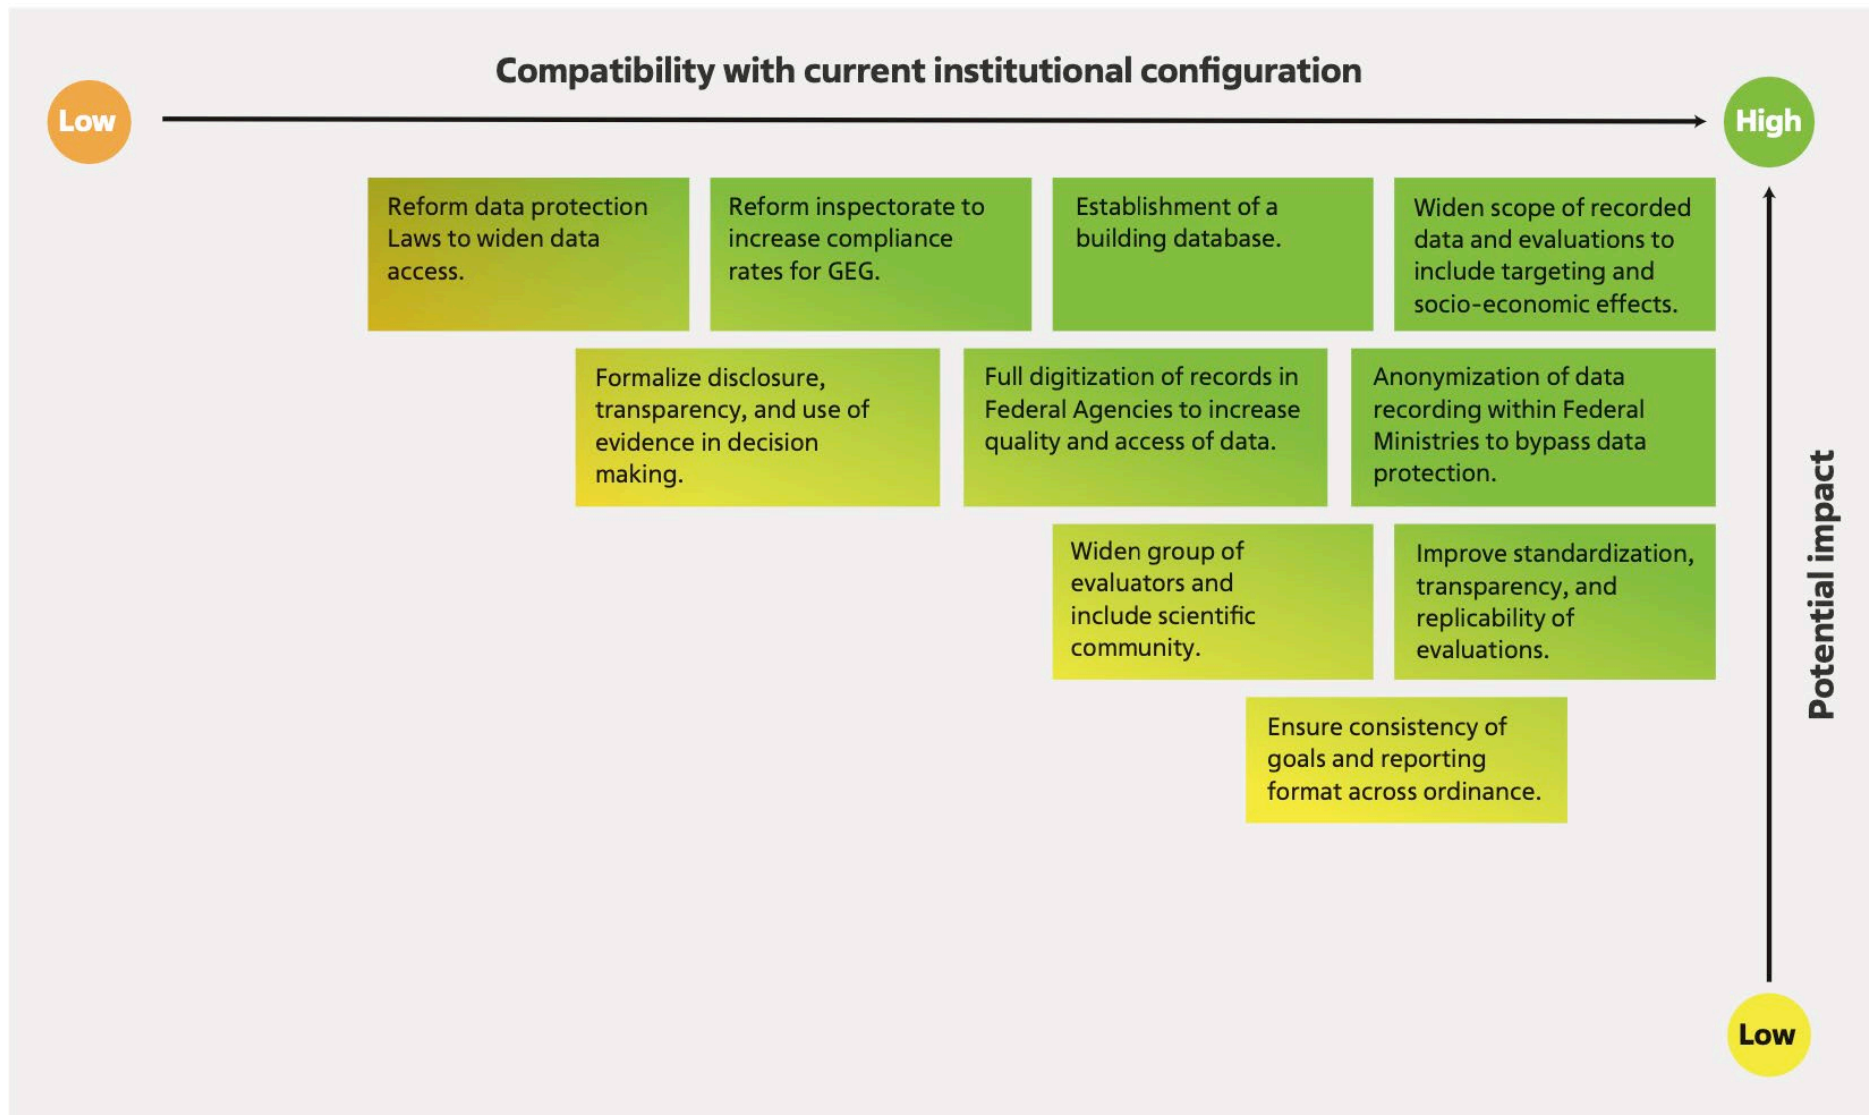 Compatibility with current institutional configuration
Low
High
Reform data protection
Laws to widen data
access.
Reform inspectorate to
increase compliance
rates for GEG.
Establishment of a
building database.
Widen scope of recorded
data and evaluations to
include targeting and
socio-economic effects.
Formalize disclosure,
transparency, and use of
evidence in decision
making.
Full digitization of records in
Federal Agencies to increase
quality and access of data.
Anonymization of data
recording within Federal
Ministries to bypass data
protection.
Widen group of
evaluators and
include scientific
community.
Improve standardization,
transparency, and
replicability of
evaluations.
Ensure consistency of
goals and reporting
format across ordinance.
Potential impact
Low